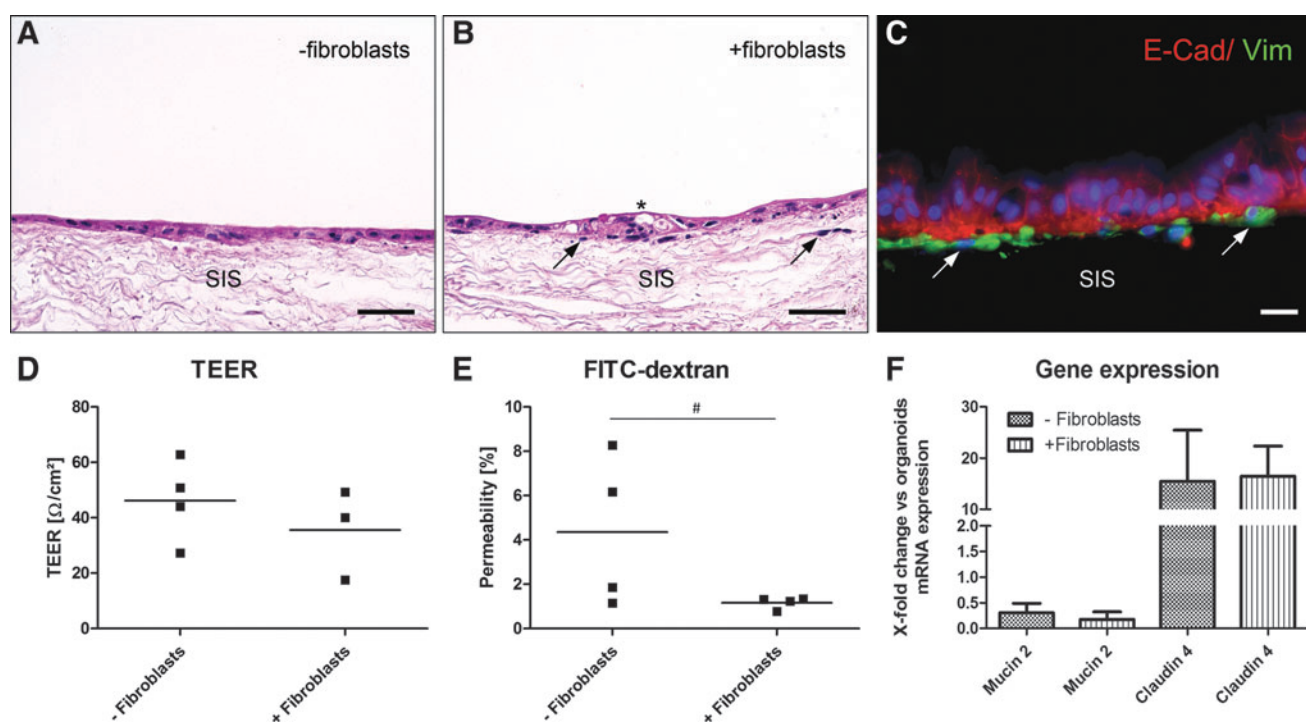 A
-fibroblasts
SIS
B
+fibroblasts
*
SIS
C
E-Cad/ Vim
SIS
D
TEER
TEER [Ω/cm²]
80
60
40
20
0
- Fibroblasts
+ Fibroblasts
E
FITC-dextran
Permeability [%]
10
8
6
4
2
0
#
- Fibroblasts
+ Fibroblasts
F
Gene expression
X-fold change vs organoids
mRNA expression
30
20
10
2.0
1.5
1.0
0.5
0.0
- Fibroblasts
+Fibroblasts
Mucin 2
Mucin 2
Claudin 4
Claudin 4